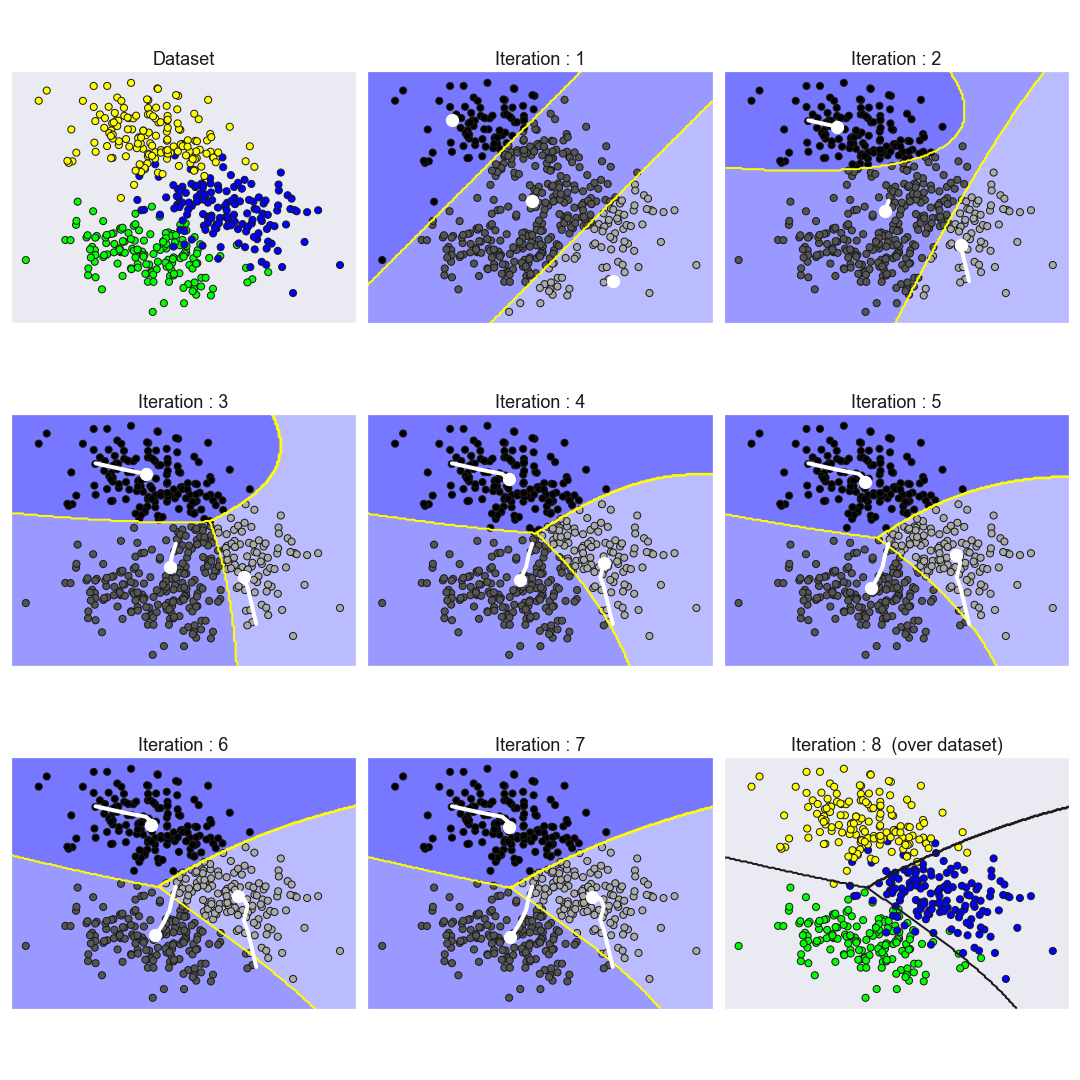 Dataset
Iteration : 1
Iteration : 2
Iteration : 3
Iteration : 4
Iteration : 5
Iteration : 6
Iteration : 7
Iteration : 8  (over dataset)